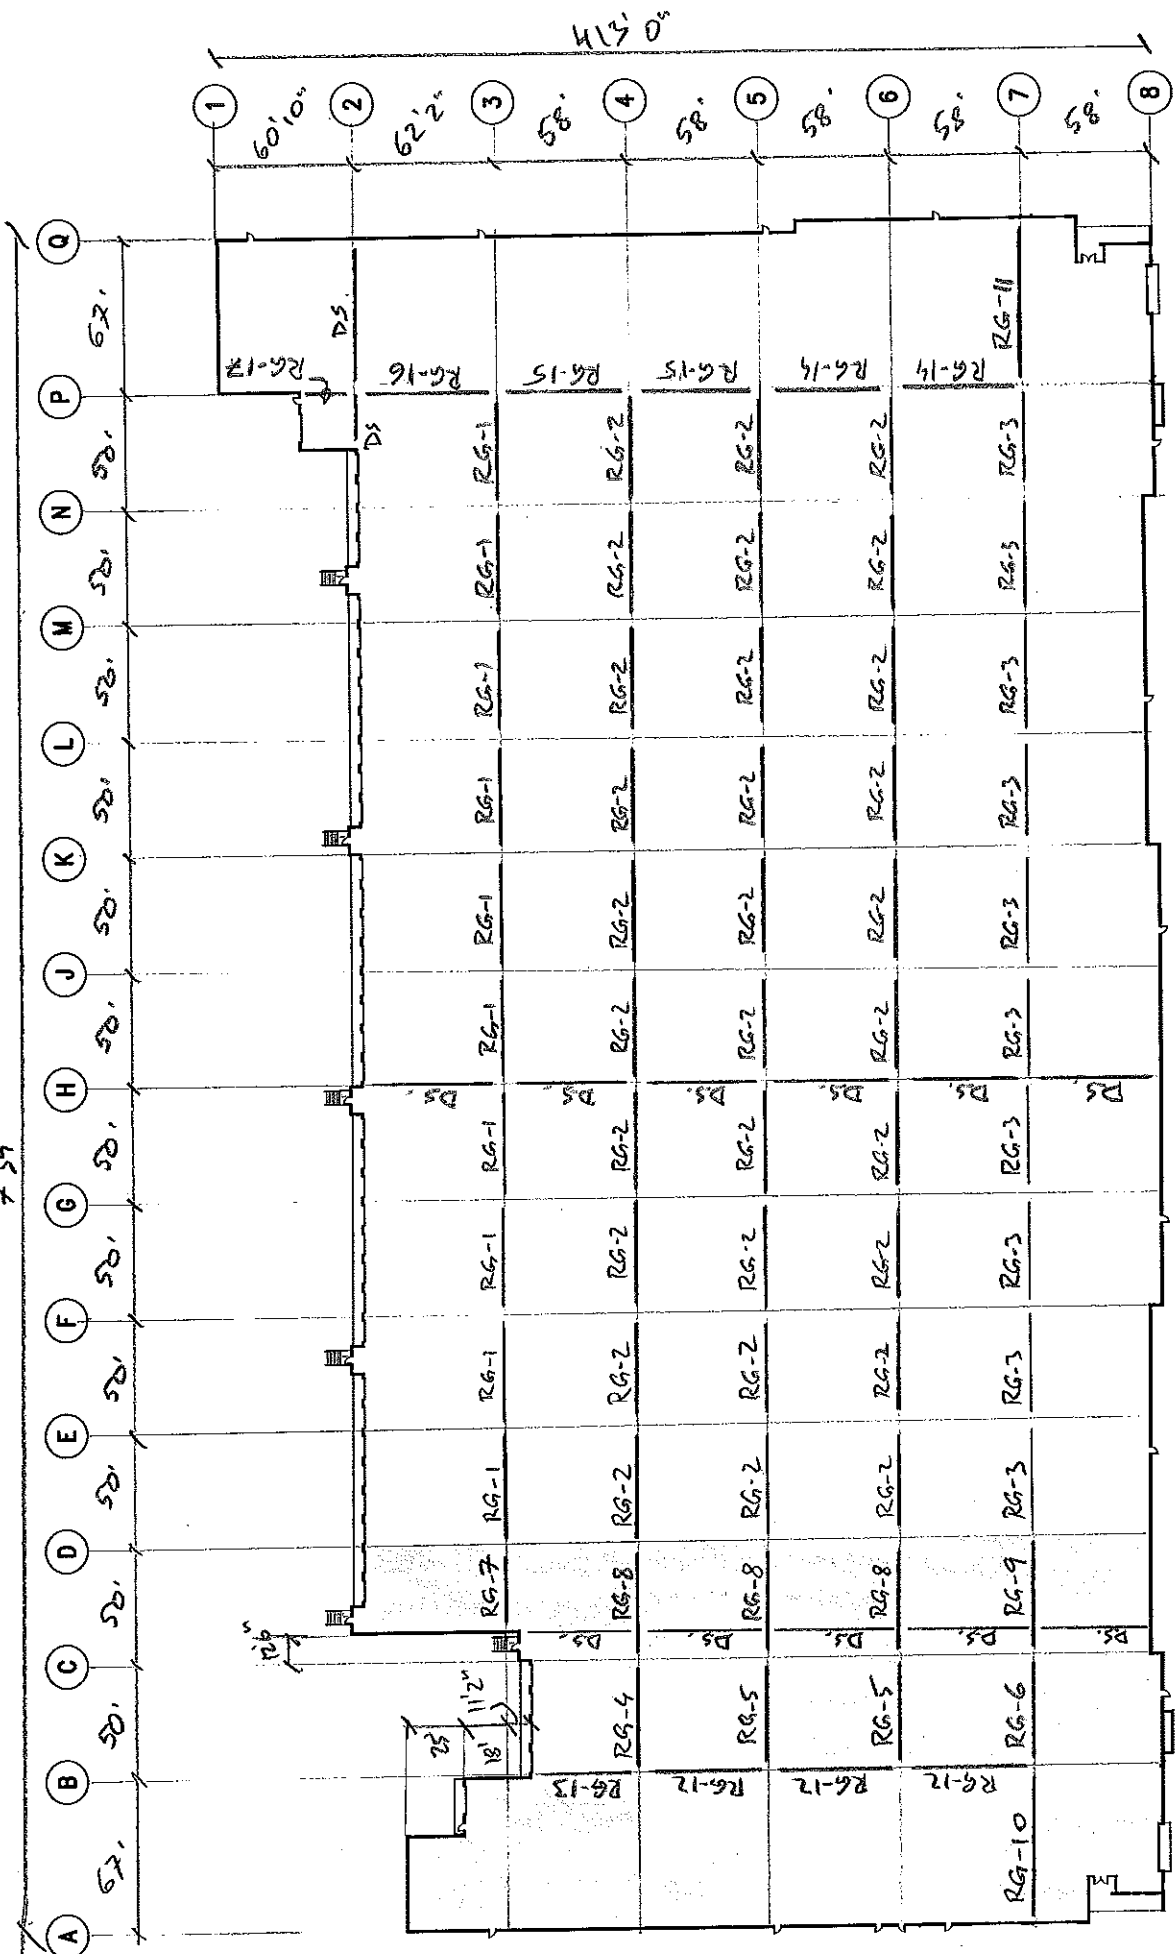 413'0"
1
2
3
4
5
6
7
8
60'10"
62'2"
58'
58'
58'
58'
58'
Q
67'
P
50'
N
50'
M
50'
L
50'
K
50'
J
50'
H
50'
G
50'
F
50'
E
50'
D
50'
C
50'
B
67'
A
DS.
RG-11
RG-17
RG-16
RG-15
RG-15
RG-14
RG-14
DS
RG-1 RG-2 RG-2 RG-2 RG-3
RG-1 RG-2 RG-2 RG-2 RG-3
RG-1 RG-2 RG-2 RG-2 RG-3
RG-1 RG-2 RG-2 RG-2 RG-3
RG-1 RG-2 RG-2 RG-2 RG-3
RG-1 RG-2 RG-2 RG-2 RG-3
DS. DS DS. DS. DS. DS
RG-1 RG-2 RG-2 RG-2 RG-3
RG-1 RG-2 RG-2 RG-2 RG-3
RG-1 RG-2 RG-2 RG-2 RG-3
RG-1 RG-2 RG-2 RG-2 RG-3
RG-7 RG-8 RG-8 RG-8 RG-9
DS. DS. DS. DS. DS.
25'
18'
11'2"
RG-4 RG-5 RG-5 RG-6
RG-13 RG-12 RG-12 RG-12
RG-10